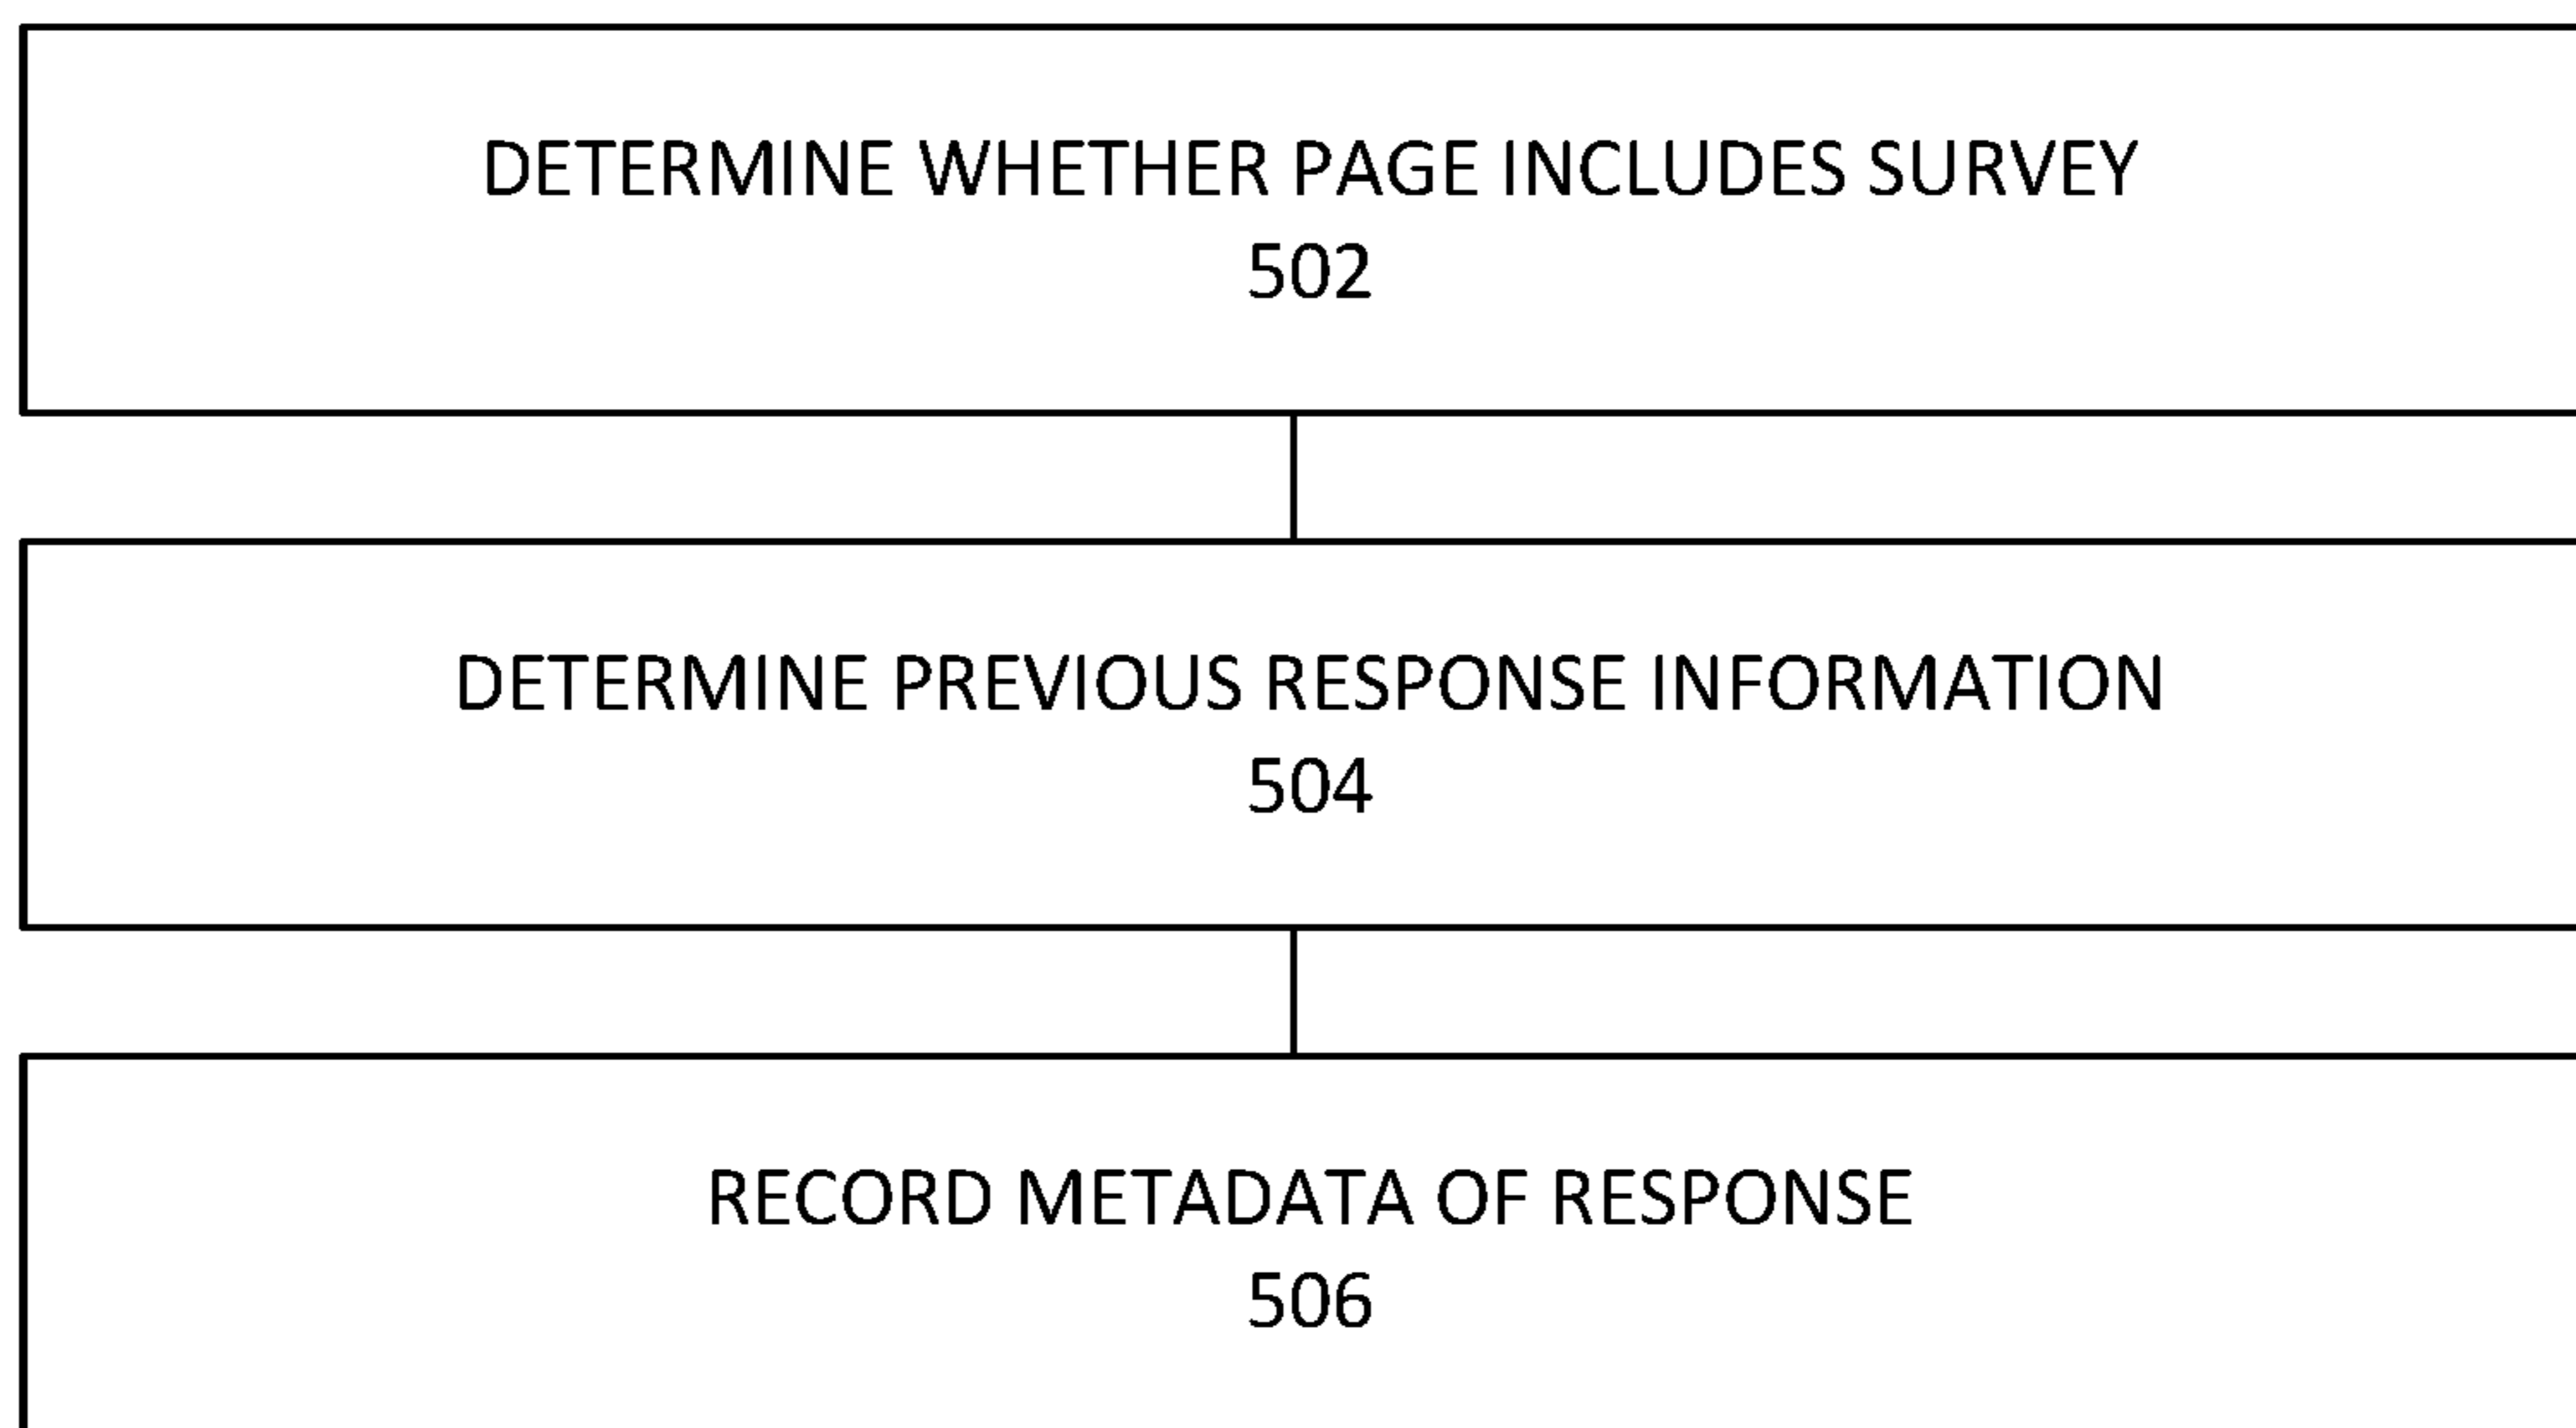 DETERMINE WHETHER PAGE INCLUDES SURVEY
502
DETERMINE PREVIOUS RESPONSE INFORMATION
504
RECORD METADATA OF RESPONSE
506